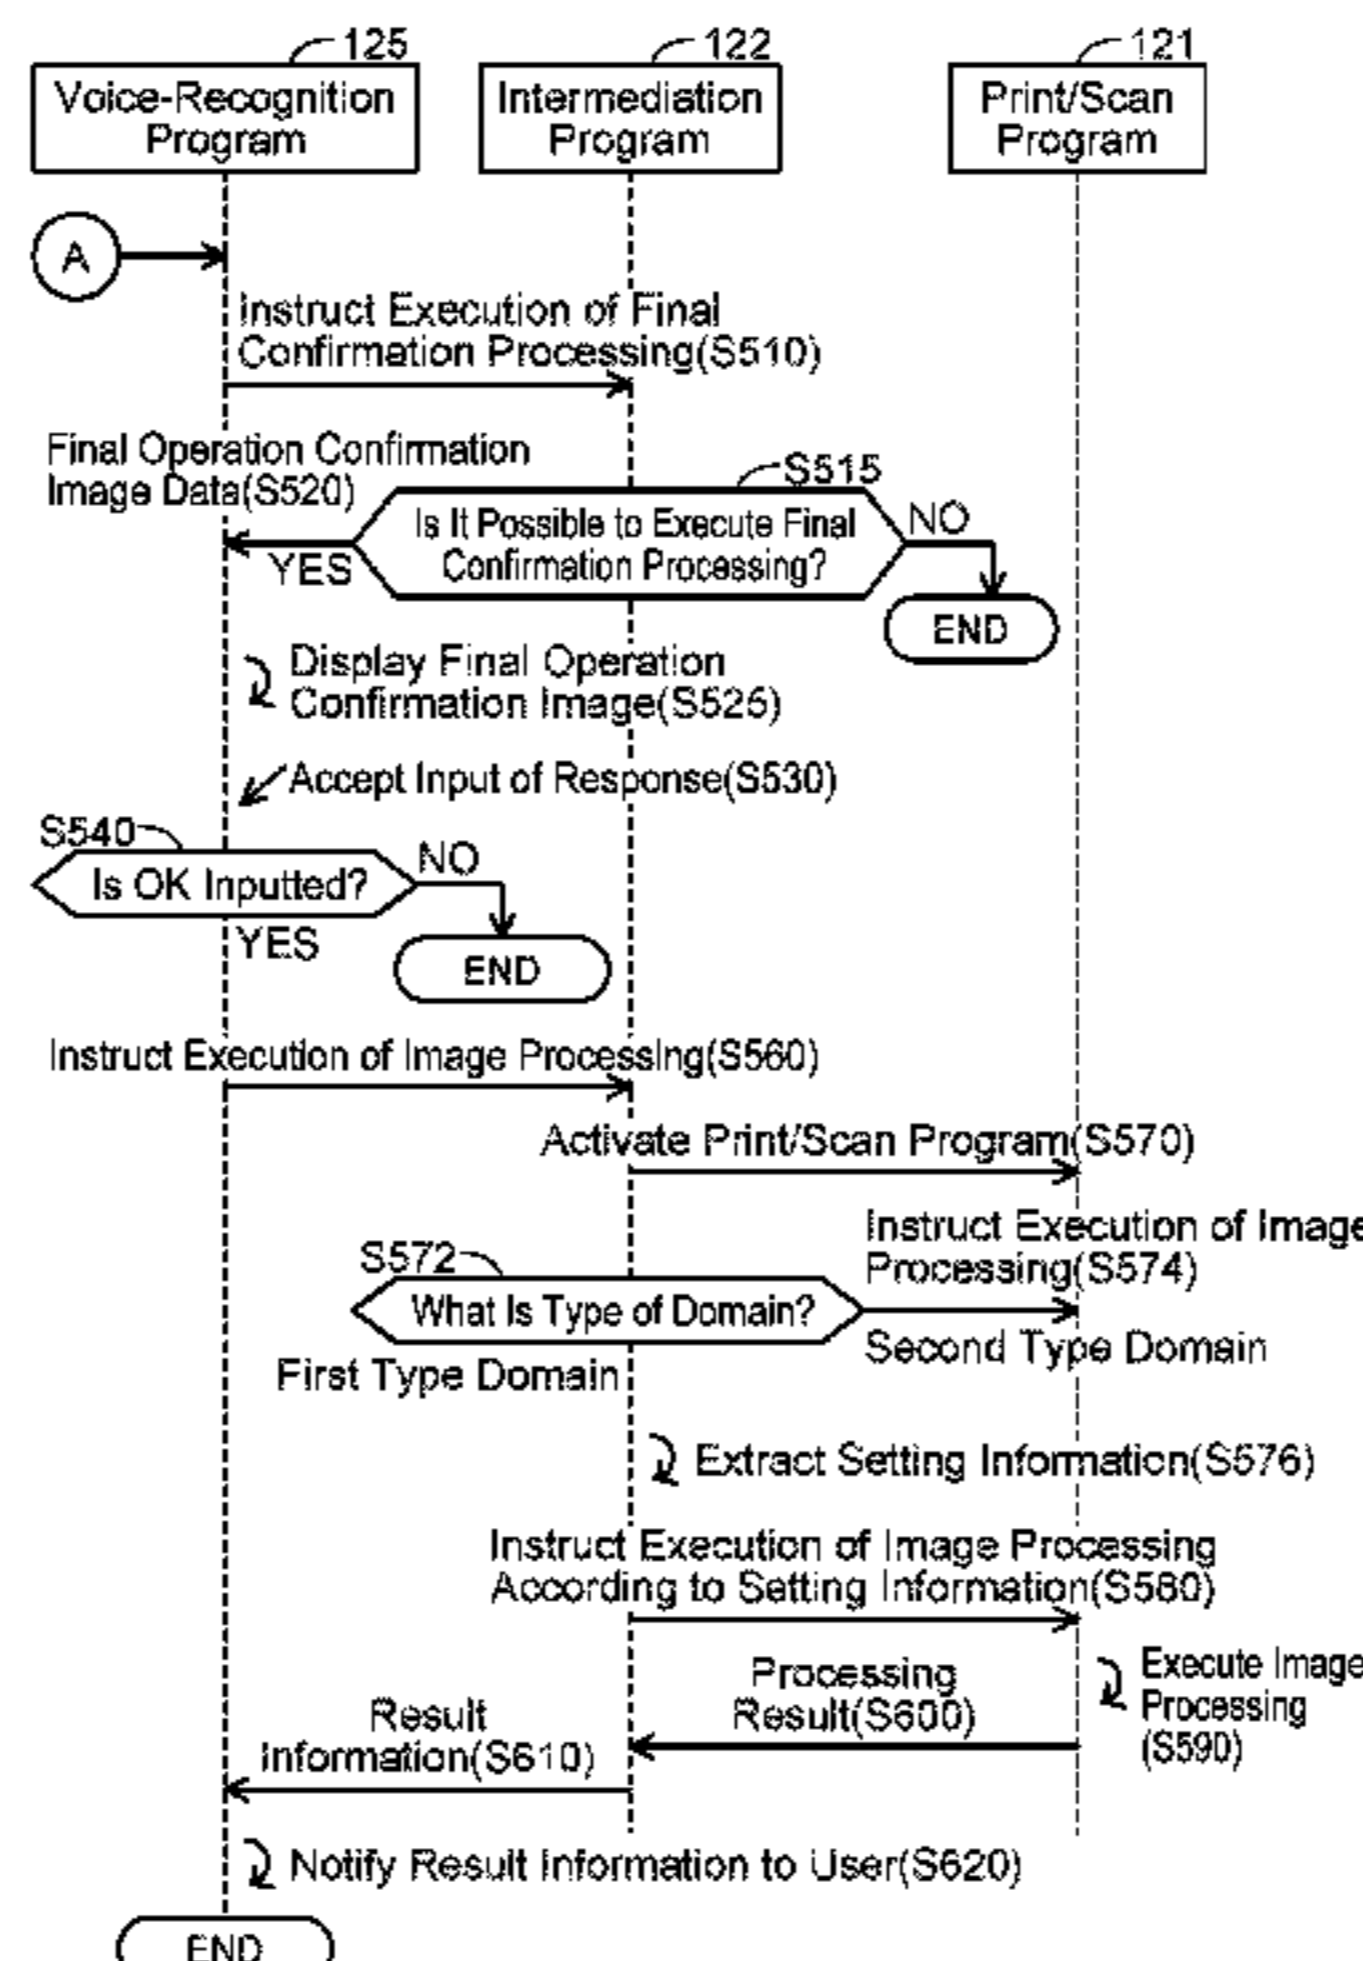 125
122
121
Voice-Recognition
Program
Intermediation
Program
Print/Scan
Program
A
Instruct Execution of Final
Confirmation Processing(S510)
Final Operation Confirmation
Image Data(S520)
S515
Is It Possible to Execute Final
Confirmation Processing?
NO
YES
END
Display Final Operation
Confirmation Image(S525)
Accept Input of Response(S530)
S540
Is OK Inputted?
NO
YES
END
Instruct Execution of Image Processing(S560)
Activate Print/Scan Program(S570)
Instruct Execution of Image
Processing(S574)
S572
What Is Type of Domain?
Second Type Domain
First Type Domain
Extract Setting Information(S576)
Instruct Execution of Image Processing
According to Setting Information(S580)
Execute Image
Processing
(S590)
Processing
Result(S600)
Result
Information(S610)
Notify Result Information to User(S620)
END